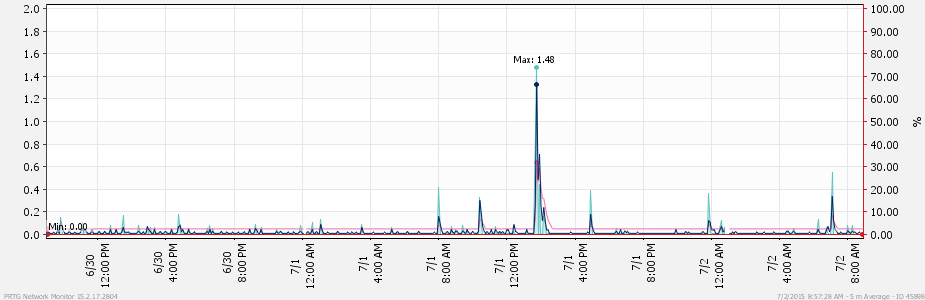 2.0
1.8
1.6
1.4
1.2
1.0
0.8
0.6
0.4
0.2
0.0
100.00
90.00
80.00
70.00
60.00
50.00
40.00
30.00
20.00
10.00
0.00
%
Max: 1.48
Min: 0.00
6/30
12:00 PM
6/30
4:00 PM
6/30
8:00 PM
7/1
12:00 AM
7/1
4:00 AM
7/1
8:00 AM
7/1
12:00 PM
7/1
4:00 PM
7/1
8:00 PM
7/2
12:00 AM
7/2
4:00 AM
7/2
8:00 AM
PRTG Network Monitor 15.2.17.2804
7/2/2015 8:57:28 AM - 5 m Average - ID 45898